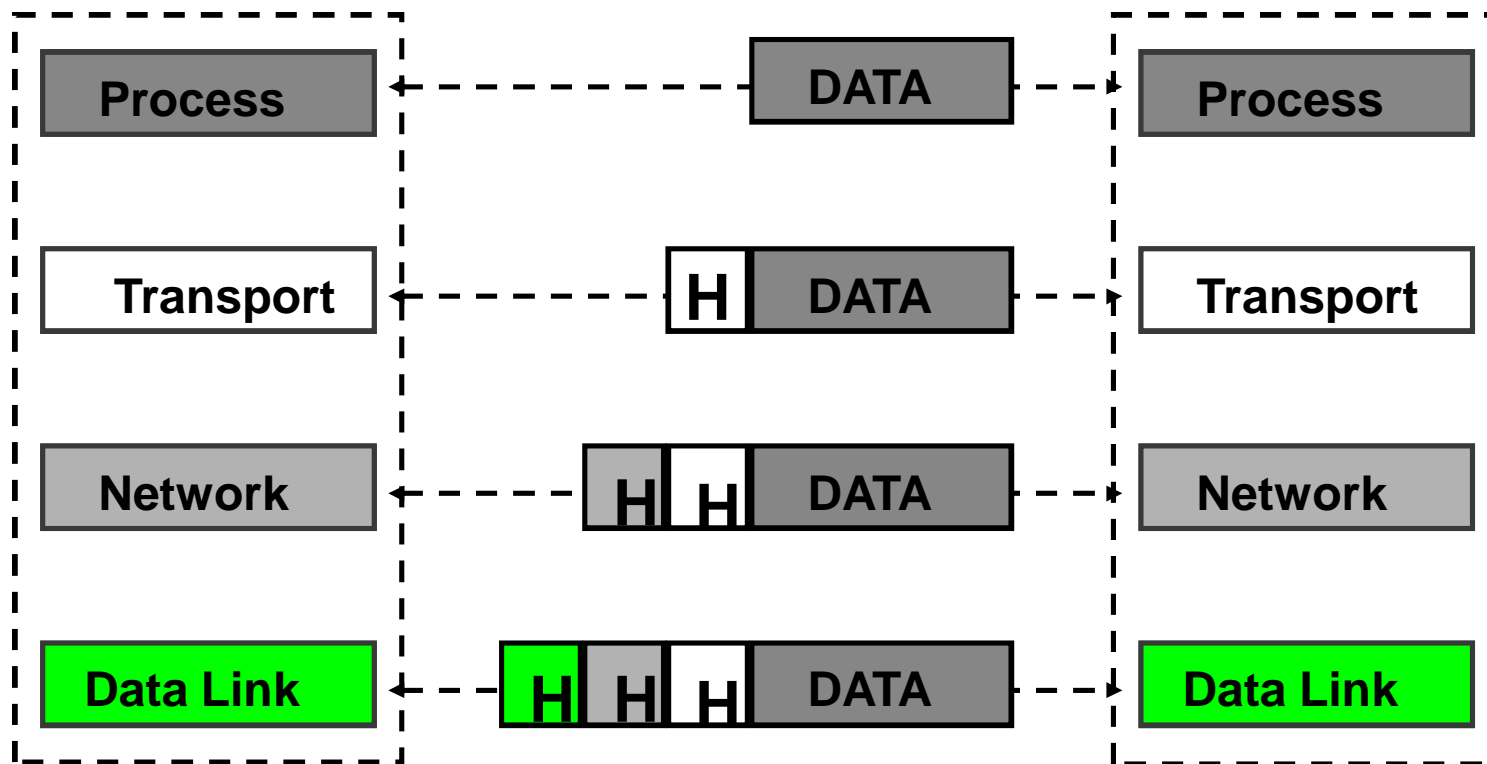 Process DATA Process
Transport H DATA Transport
Network H H DATA Network
Data Link H H H DATA Data Link